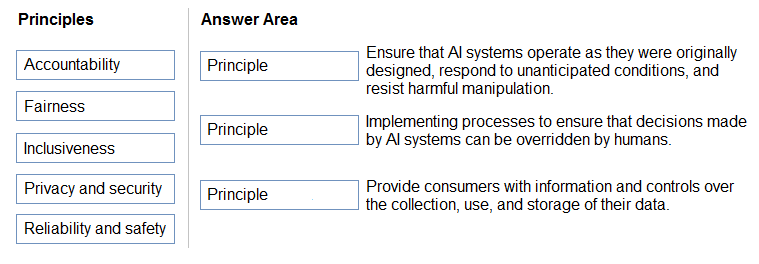 Principles
Answer Area
Accountability
Fairness
Inclusiveness
Privacy and security
Reliability and safety
Principle
Ensure that AI systems operate as they were originally
designed, respond to unanticipated conditions, and
resist harmful manipulation.
Principle
Implementing processes to ensure that decisions made
by AI systems can be overridden by humans.
Principle
Provide consumers with information and controls over
the collection, use, and storage of their data.